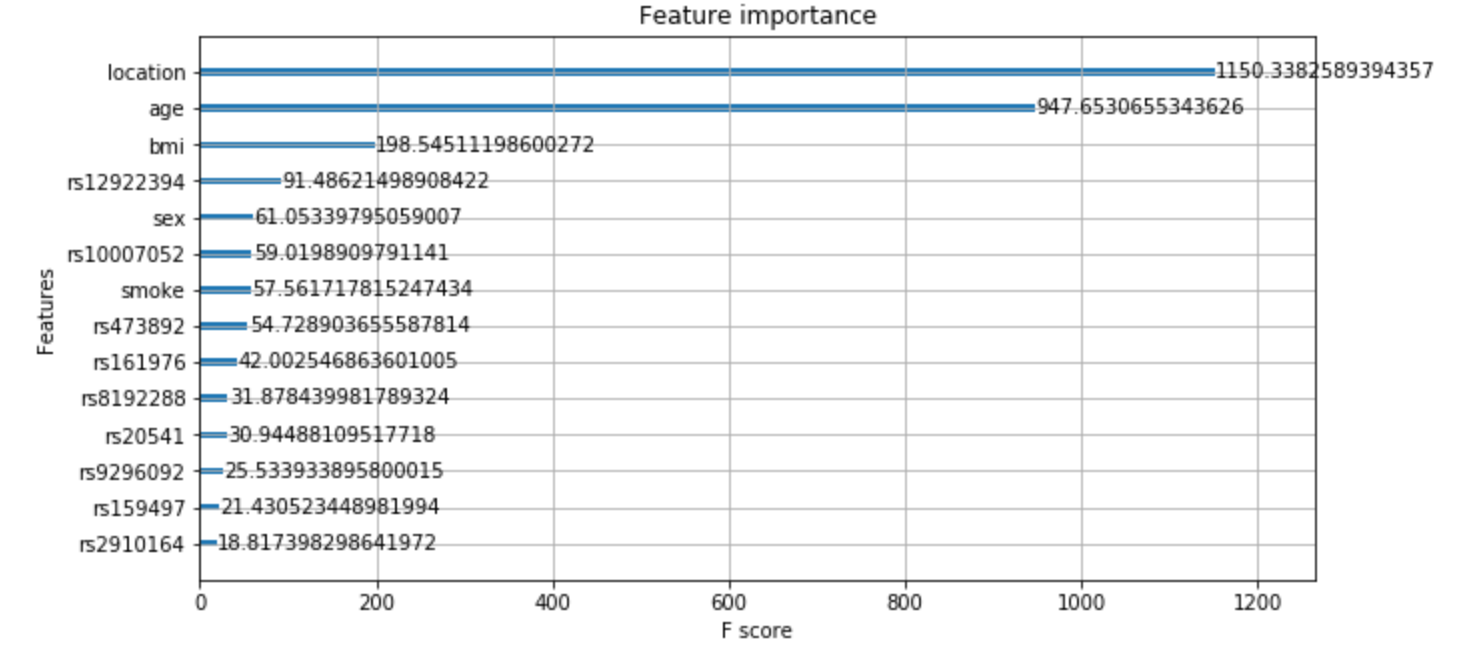 Feature importance
location 1150.3382589394357
age 947.6530655343626
bmi 198.54511198600272
rs12922394 91.48621498908422
sex 61.05339795059007
rs10007052 59.0198909791141
smoke 57.561717815247434
rs473892 54.728903655587814
rs161976 42.002546863601005
rs8192288 31.878439981789324
rs20541 30.94488109517718
rs9296092 25.533933895800015
rs159497 21.430523448981994
rs2910164 18.817398298641972
Features
0 200 400 600 800 1000 1200
F score